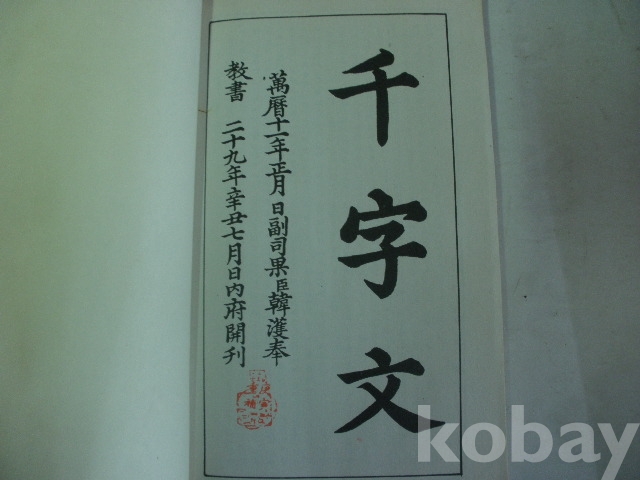 千字文
萬曆十一年正月 日副司果臣韓濩奉
教書 二十九年辛丑七月日內府開刊
kobay